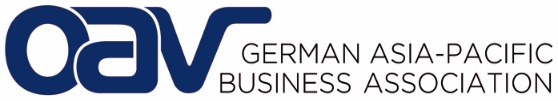 oav
GERMAN ASIA-PACIFIC
BUSINESS ASSOCIATION